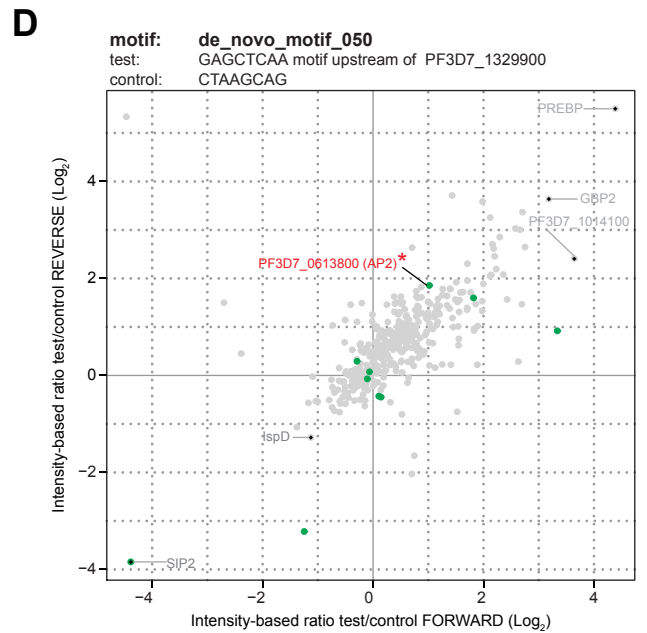 D
motif: de_novo_motif_050
test: GAGCTCAA motif upstream of PF3D7_1329900
control: CTAAGCAG
PREBP
GBP2
PF3D7_1014100
PF3D7_0613800 (AP2) *
IspD
SIP2
4
2
0
−2
−4
−4
−2
0
2
4
Intensity-based ratio test/control REVERSE (Log2)
Intensity-based ratio test/control FORWARD (Log2)